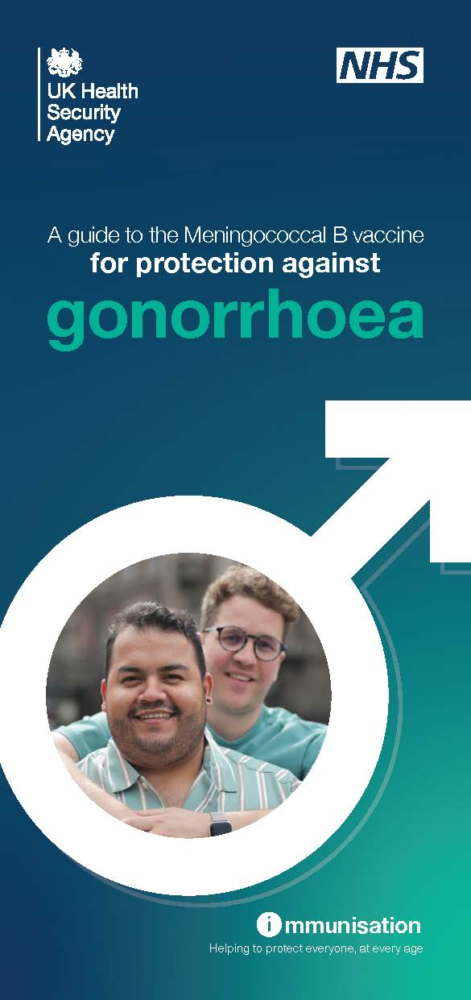 UK Health
Security
Agency
NHS
A guide to the Meningococcal B vaccine
for protection against
gonorrhoea
immunisation
Helping to protect everyone, at every age